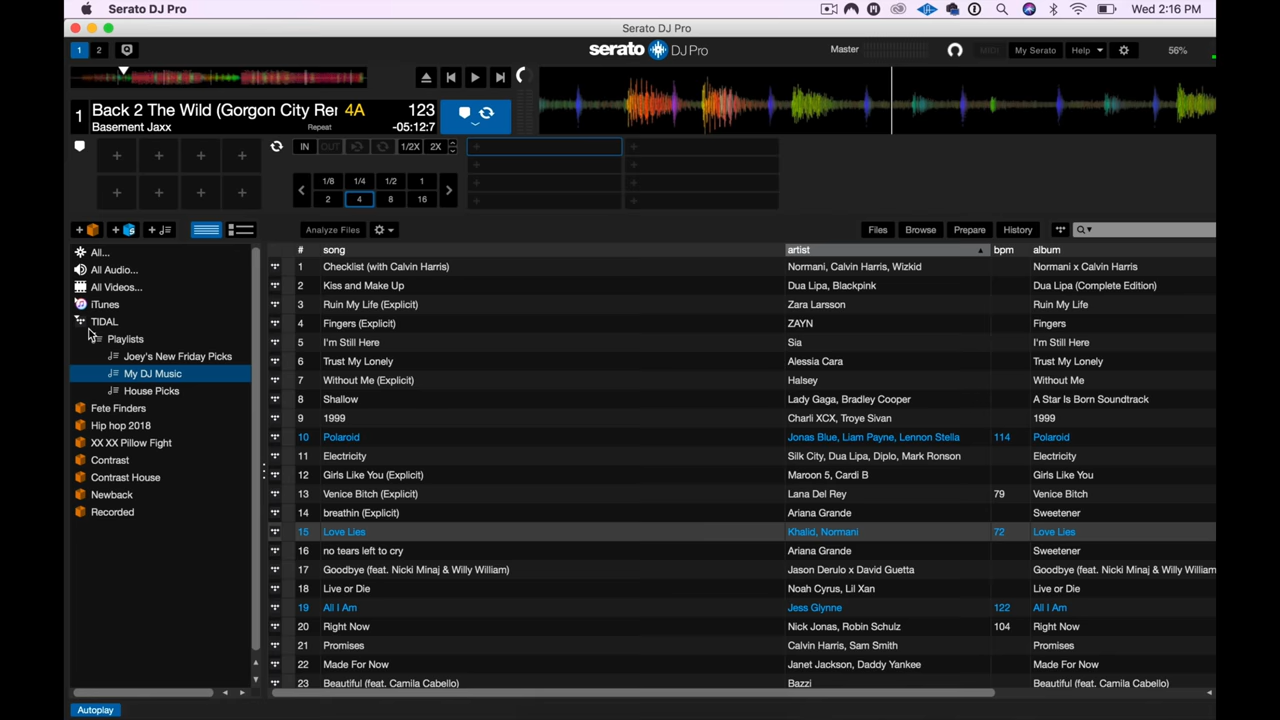 Serato DJ Pro
Wed 2:16 PM
Serato DJ Pro
1 2
serato DJ Pro
Master
MIDI
My Serato
Help
56%
1
Back 2 The Wild (Gorgon City Rer
4A
123
Basement Jaxx
Repeat
-05:12:7
IN OUT 1/2X 2X
1/8 1/4 1/2 1
2 4 8 16
Analyze Files
Files Browse Prepare History
All...
All Audio...
All Videos...
iTunes
TIDAL
Playlists
Joey's New Friday Picks
My DJ Music
House Picks
Fete Finders
Hip hop 2018
XX XX Pillow Fight
Contrast
Contrast House
Newback
Recorded
# song artist bpm album
1 Checklist (with Calvin Harris) Normani, Calvin Harris, Wizkid Normani x Calvin Harris
2 Kiss and Make Up Dua Lipa, Blackpink Dua Lipa (Complete Edition)
3 Ruin My Life (Explicit) Zara Larsson Ruin My Life
4 Fingers (Explicit) ZAYN Fingers
5 I'm Still Here Sia I'm Still Here
6 Trust My Lonely Alessia Cara Trust My Lonely
7 Without Me (Explicit) Halsey Without Me
8 Shallow Lady Gaga, Bradley Cooper A Star Is Born Soundtrack
9 1999 Charli XCX, Troye Sivan 1999
10 Polaroid Jonas Blue, Liam Payne, Lennon Stella 114 Polaroid
11 Electricity Silk City, Dua Lipa, Diplo, Mark Ronson Electricity
12 Girls Like You (Explicit) Maroon 5, Cardi B Girls Like You
13 Venice Bitch (Explicit) Lana Del Rey 79 Venice Bitch
14 breathin (Explicit) Ariana Grande Sweetener
15 Love Lies Khalid, Normani 72 Love Lies
16 no tears left to cry Ariana Grande Sweetener
17 Goodbye (feat. Nicki Minaj & Willy William) Jason Derulo x David Guetta Goodbye (feat. Nicki Minaj & Willy William
18 Live or Die Noah Cyrus, Lil Xan Live or Die
19 All I Am Jess Glynne 122 All I Am
20 Right Now Nick Jonas, Robin Schulz 104 Right Now
21 Promises Calvin Harris, Sam Smith Promises
22 Made For Now Janet Jackson, Daddy Yankee Made For Now
23 Beautiful (feat. Camila Cabello) Bazzi Beautiful (feat. Camila Cabello)
Autoplay